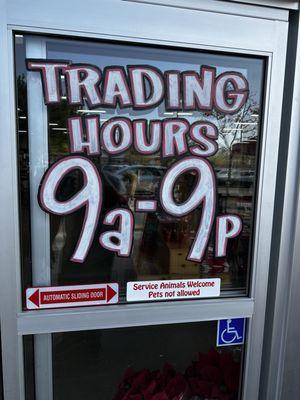 TRADING
HOURS
9a-9p
AUTOMATIC SLIDING DOOR
Service Animals Welcome
Pets not allowed